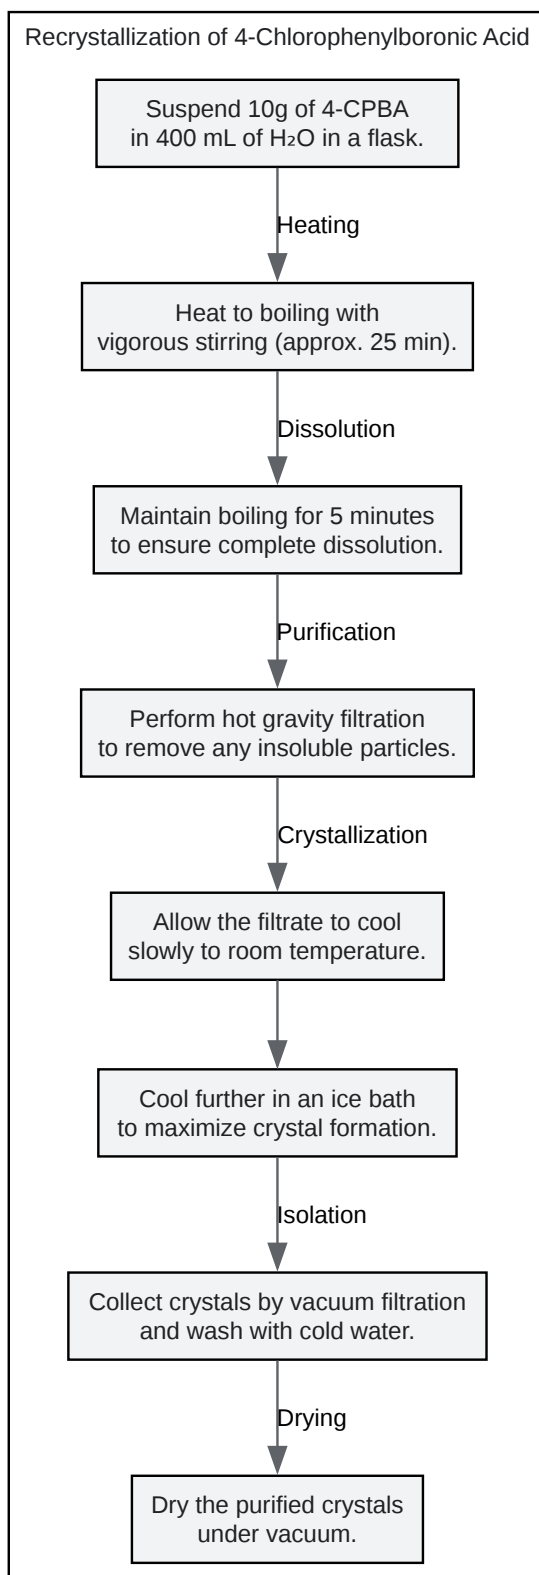 Recrystallization of 4-Chlorophenylboronic Acid
Suspend 10g of 4-CPBA
in 400 mL of H₂O in a flask.
Heating
Heat to boiling with
vigorous stirring (approx. 25 min).
Dissolution
Maintain boiling for 5 minutes
to ensure complete dissolution.
Purification
Perform hot gravity filtration
to remove any insoluble particles.
Crystallization
Allow the filtrate to cool
slowly to room temperature.
Cool further in an ice bath
to maximize crystal formation.
Isolation
Collect crystals by vacuum filtration
and wash with cold water.
Drying
Dry the purified crystals
under vacuum.